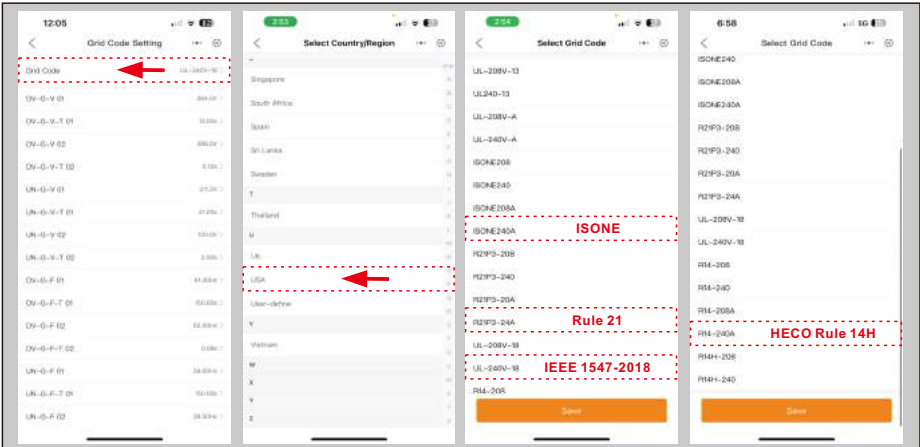 12:05
Grid Code Setting
Grid Code UL-240V-18
OV-G-V 01
OV-G-V-T 01
OV-G-V 02
OV-G-V-T 02
UN-G-V 01
UN-G-V-T 01
UN-G-V 02
UN-G-V-T 02
OV-G-F 01
OV-G-F-T 01
OV-G-F 02
OV-G-F-T 02
UN-G-F 01
UN-G-F-T 01
UN-G-F 02
2:53
Select Country/Region
Singapore
South Africa
Spain
Sri Lanka
Sweden
T
Thailand
U
UK
USA
User-define
V
Vietnam
W
X
Y
Z
2:54
Select Grid Code
UL-208V-13
UL240-13
UL-208V-A
UL-240V-A
ISONE208
ISONE240
ISONE208A
ISONE240A ISONE
R21P3-208
R21P3-240
R21P3-20A
R21P3-24A Rule 21
UL-208V-18
UL-240V-18 IEEE 1547-2018
R14-208
Save
6:58
5G
Select Grid Code
ISONE240
ISONE208A
ISONE240A
R21P3-208
R21P3-240
R21P3-20A
R21P3-24A
UL-208V-18
UL-240V-18
R14-208
R14-240
R14-208A
R14-240A HECO Rule 14H
R14H-208
R14H-240
Save